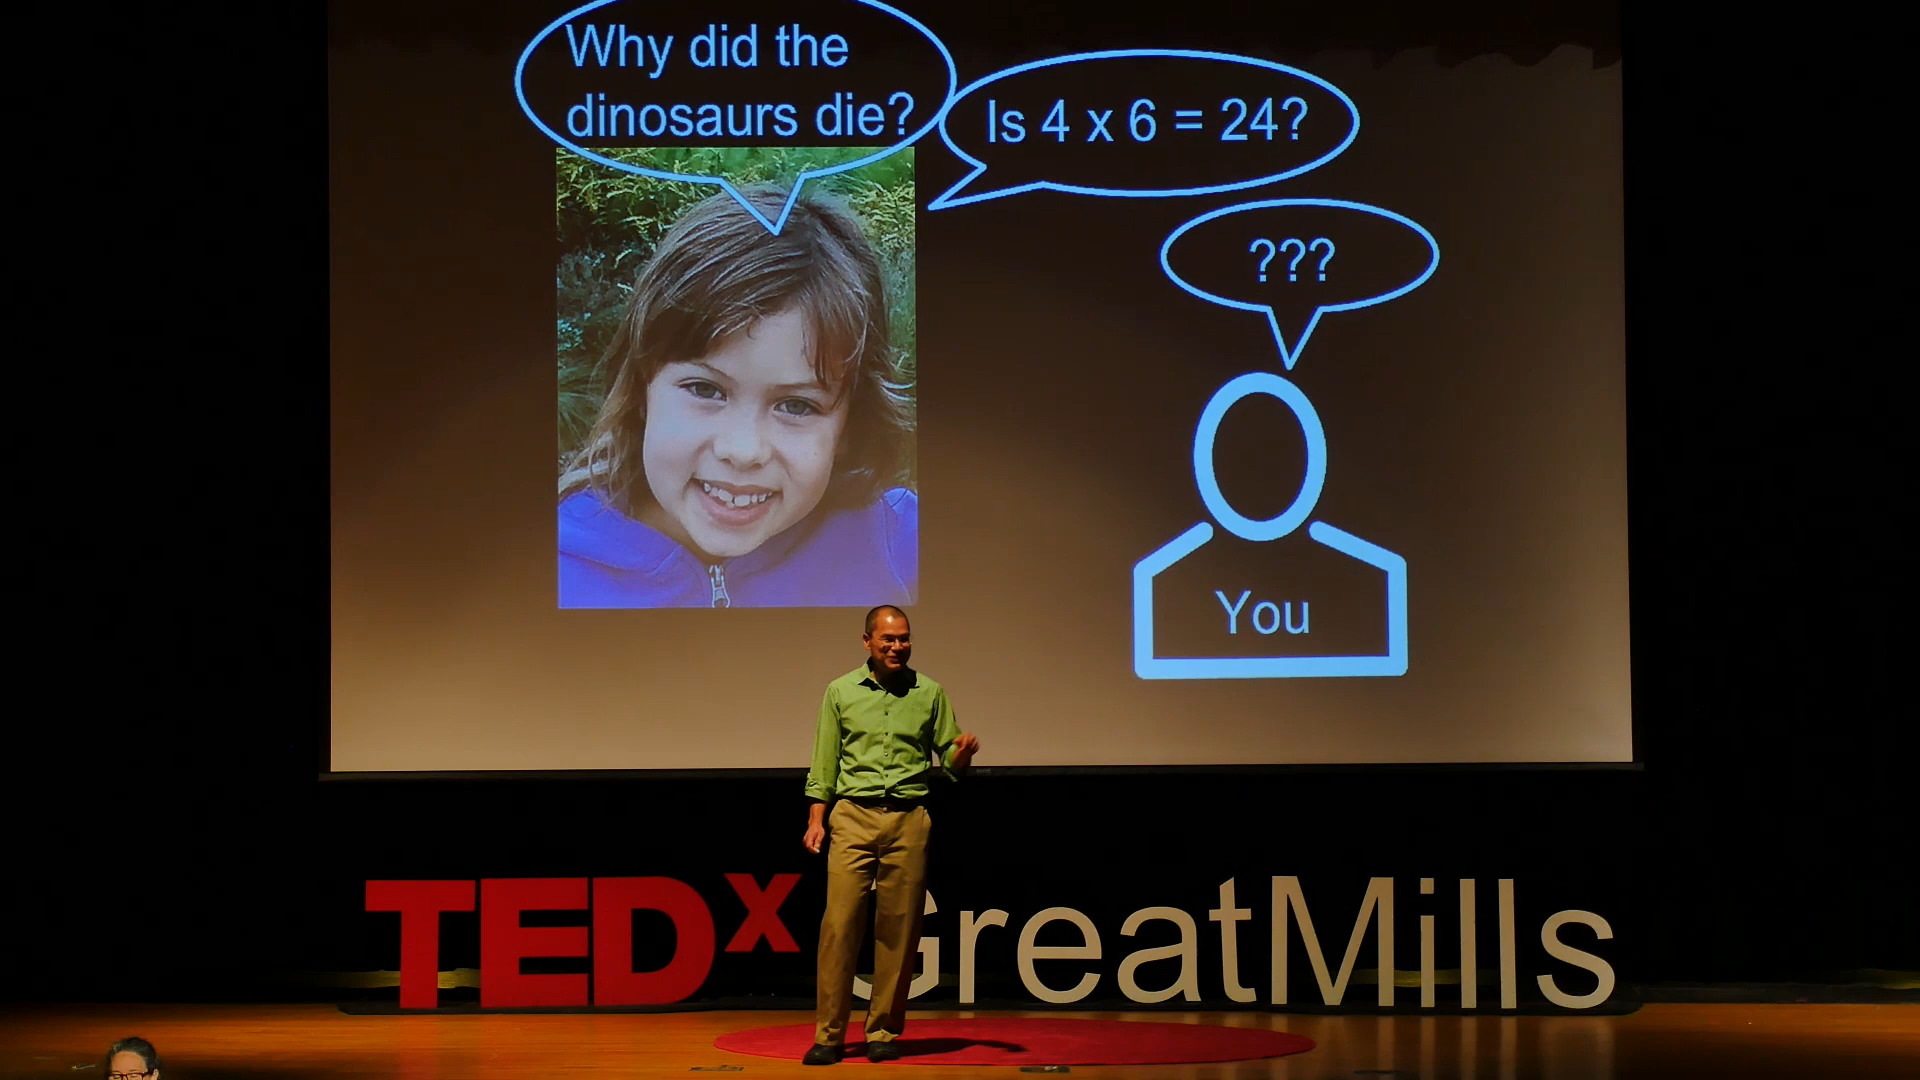 Why did the
dinosaurs die?
Is 4 x 6 = 24?
???
You
TEDx GreatMills